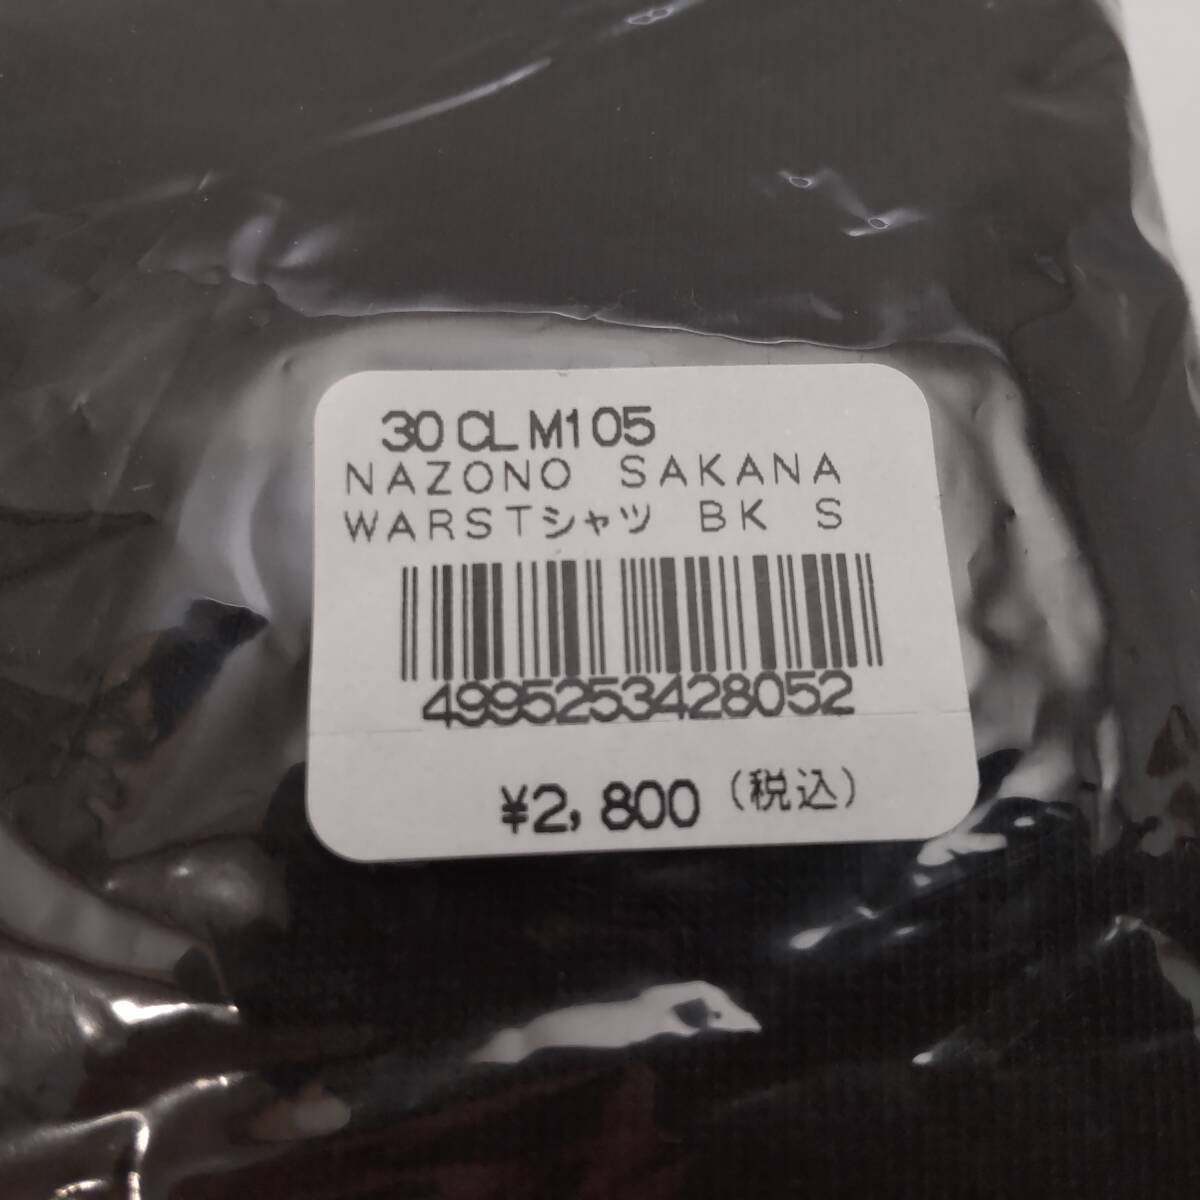 30 CL M105
NAZONO SAKANA
WARSTシャツ BK S
4995253428052
¥2,800 (税込)